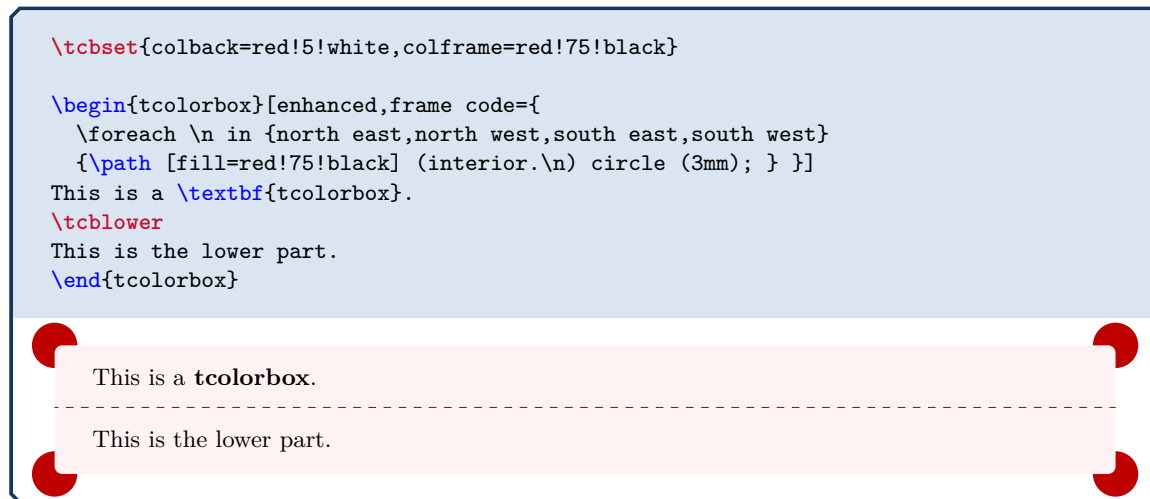 \tcbset{colback=red!5!white,colframe=red!75!black}
\begin{tcolorbox}[enhanced,frame code={
\foreach \n in {north east,north west,south east,south west}
{\path [fill=red!75!black] (interior.\n) circle (3mm); } }]
This is a \textbf{tcolorbox}.
\tcblower
This is the lower part.
\end{tcolorbox}
This is a tcolorbox.
This is the lower part.